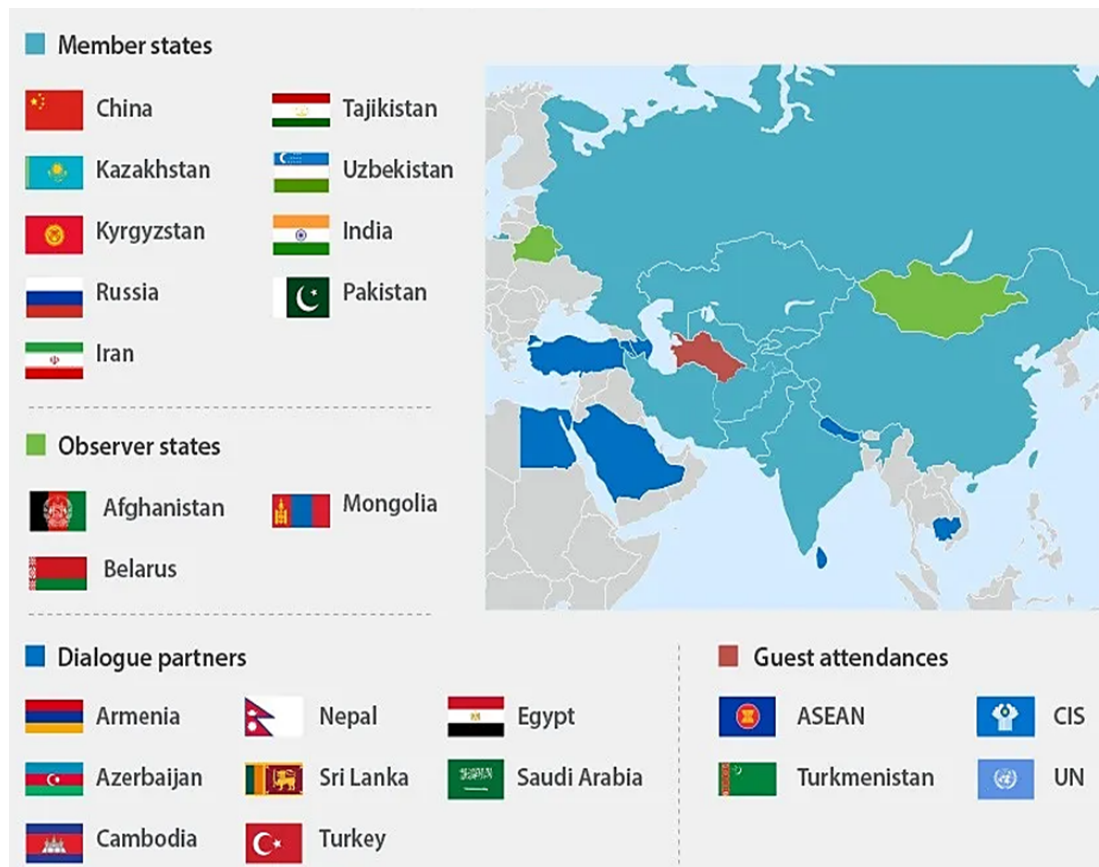 Member states
China
Tajikistan
Kazakhstan
Uzbekistan
Kyrgyzstan
India
Russia
Pakistan
Iran
Observer states
Afghanistan
Mongolia
Belarus
Dialogue partners
Armenia
Nepal
Egypt
Azerbaijan
Sri Lanka
Saudi Arabia
Cambodia
Turkey
Guest attendances
ASEAN
CIS
Turkmenistan
UN